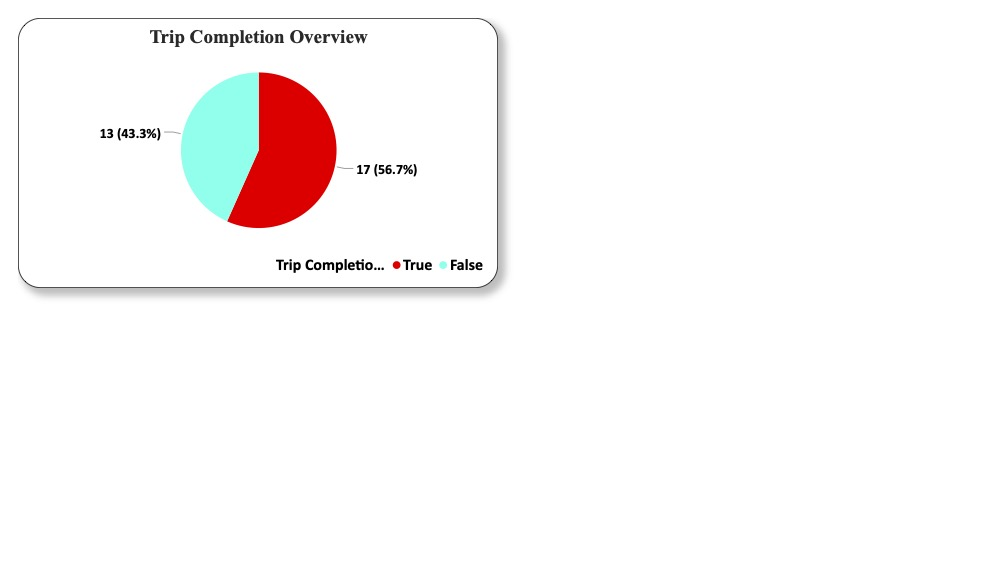 Trip Completion Overview
13 (43.3%)
17 (56.7%)
Trip Completio... True False